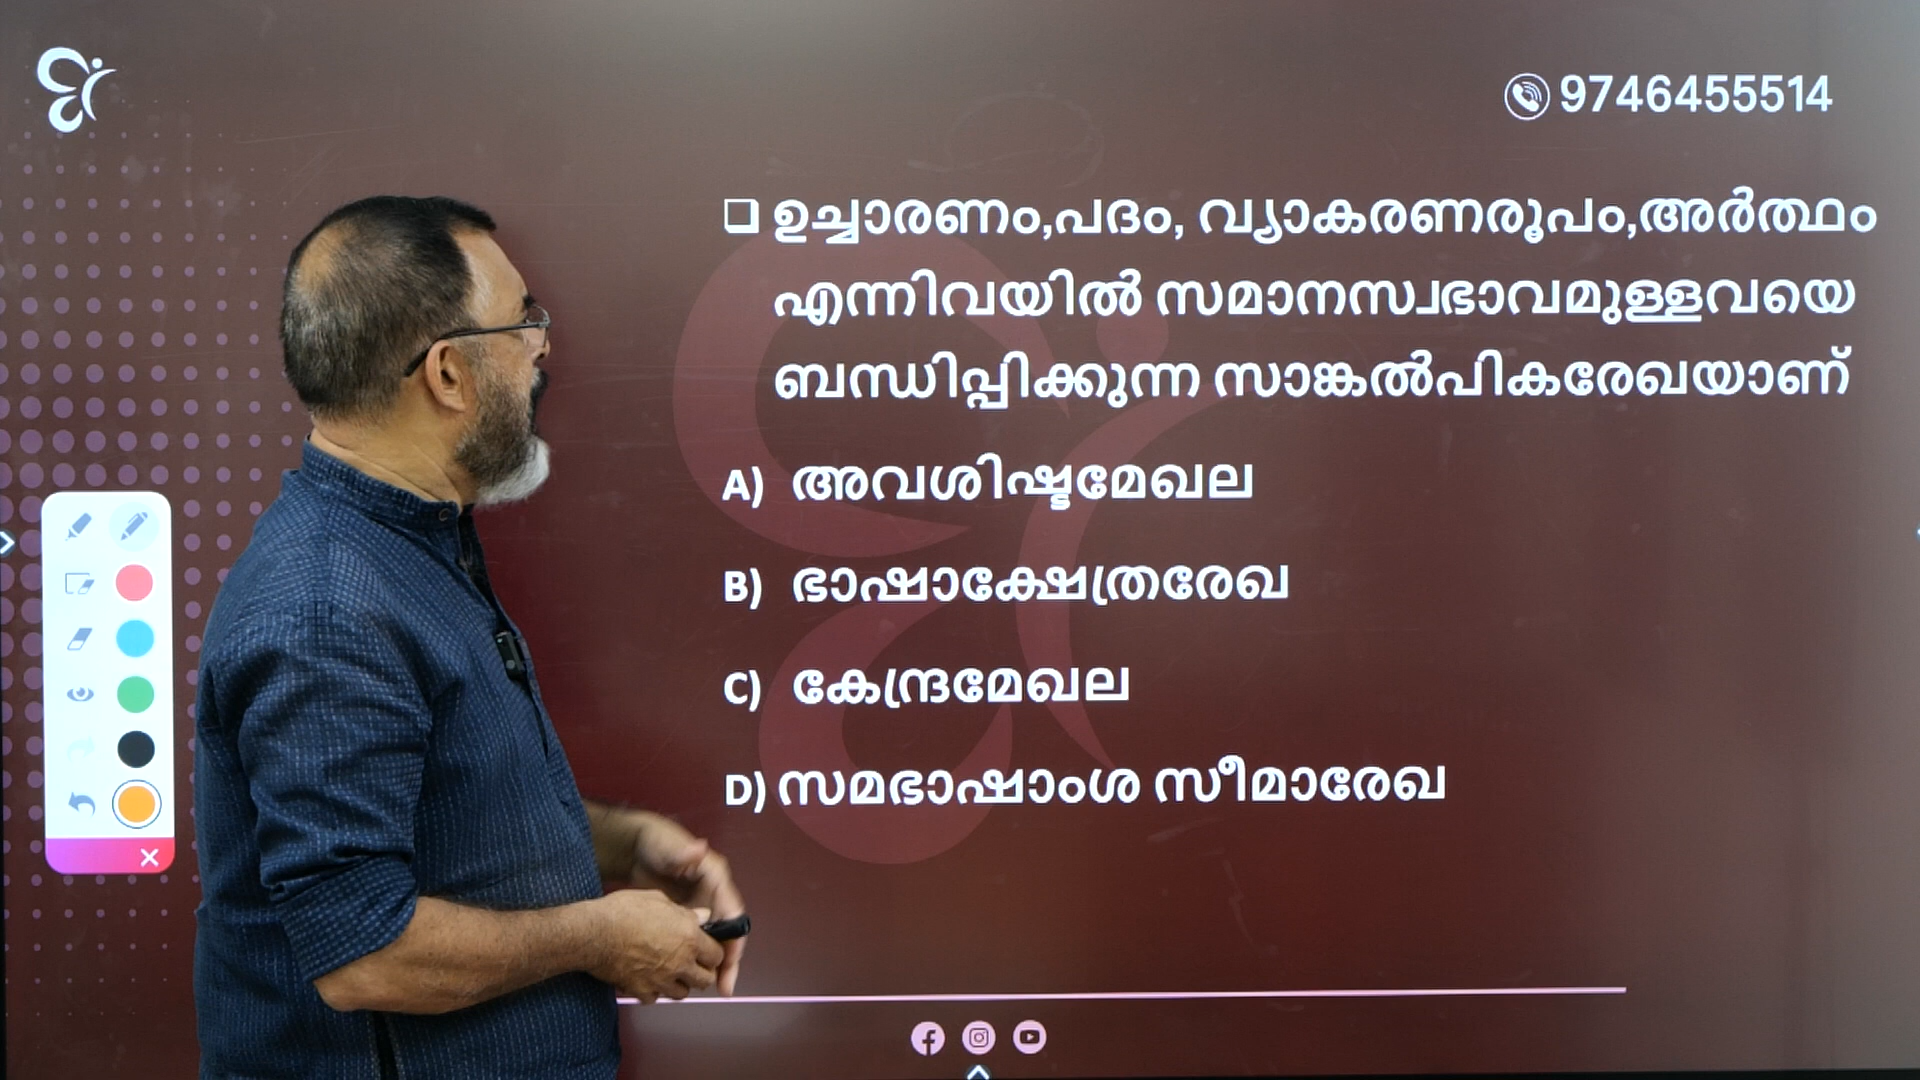 9746455514
❑ ഉച്ചാരണം,പദം, വ്യാകരണരൂപം,അർത്ഥം
എന്നിവയിൽ സമാനസ്വഭാവമുള്ളവയെ
ബന്ധിപ്പിക്കുന്ന സാങ്കൽപികരേഖയാണ്
A) അവശിഷ്ടമേഖല
B) ഭാഷാക്ഷേത്രരേഖ
C) കേന്ദ്രമേഖല
D) സമഭാഷാംശ സീമാരേഖ